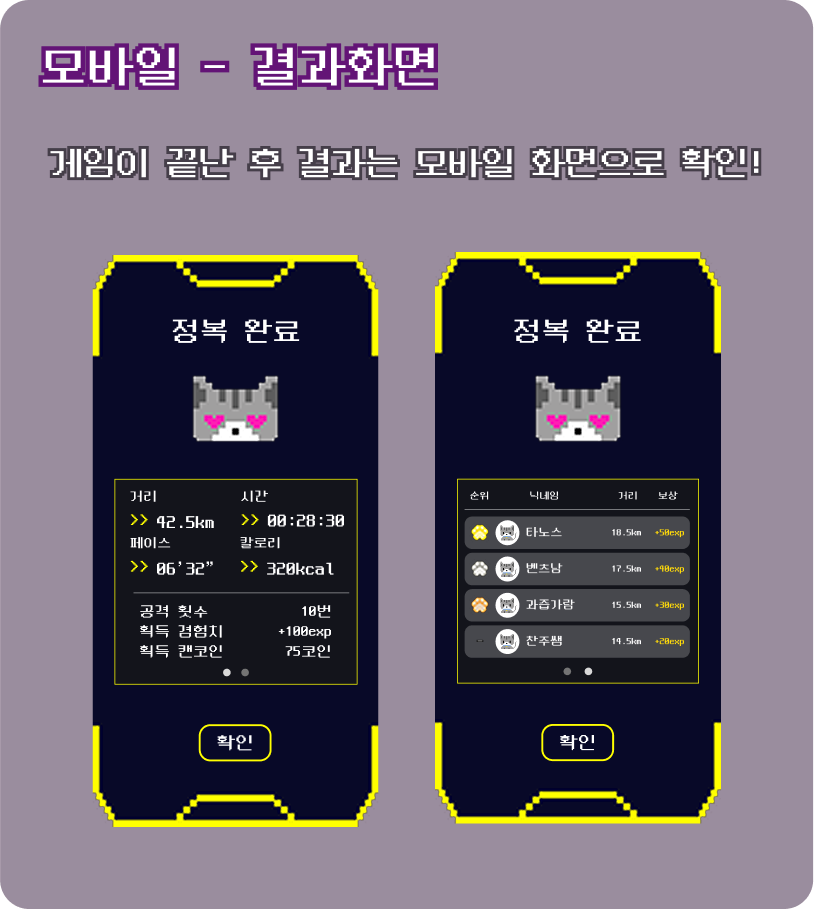 모바일 - 결과화면
게임이 끝난 후 결과는 모바일 화면으로 확인!
정복 완료
거리 시간
>> 42.5km >> 00:28:30
페이스 칼로리
>> 06'32" >> 320kcal
공격 횟수 10번
획득 경험치 +100exp
획득 캔코인 75코인
확인
정복 완료
순위 닉네임 거리 보상
타노스 18.5km +50exp
벤츠남 17.5km +40exp
과즙가람 15.5km +30exp
- 찬주쌤 14.5km +20exp
확인